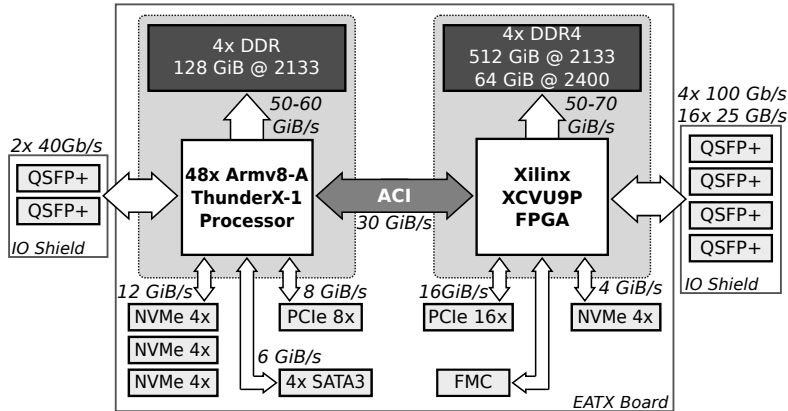 4x DDR
128 GiB @ 2133
4x DDR4
512 GiB @ 2133
64 GiB @ 2400
50-60
GiB/s
50-70
GiB/s
4x 100 Gb/s
16x 25 GB/s
2x 40Gb/s
QSFP+
QSFP+
IO Shield
48x Armv8-A
ThunderX-1
Processor
ACI
30 GiB/s
Xilinx
XCVU9P
FPGA
QSFP+
QSFP+
QSFP+
QSFP+
IO Shield
12 GiB/s
8 GiB/s
16GiB/s
4 GiB/s
NVMe 4x
NVMe 4x
NVMe 4x
PCIe 8x
PCIe 16x
NVMe 4x
6 GiB/s
4x SATA3
FMC
EATX Board